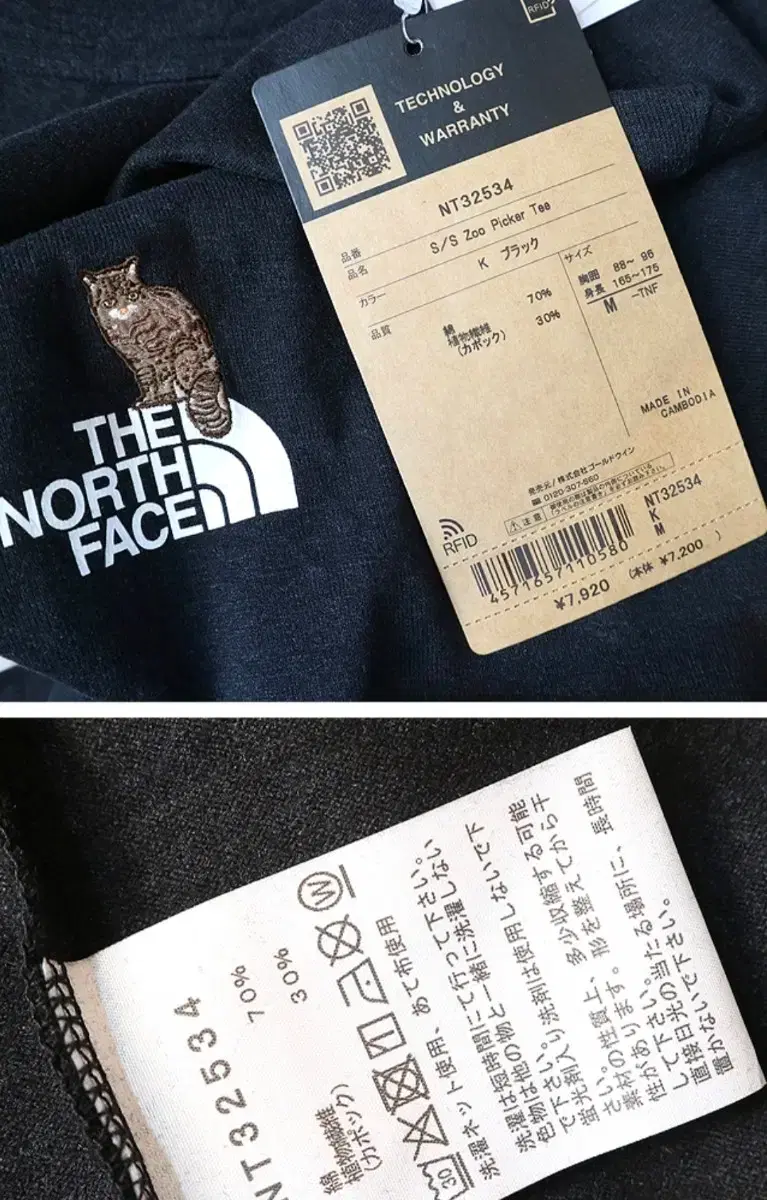 RFID
TECHNOLOGY
&
WARRANTY
品番 NT32534
品名 S/S Zoo Picker Tee
カラー K ブラック
品質 綿 70%
植物繊維 30%
(カポック)
サイズ
胸囲 88～ 96
身長 165～175
M -TNF
MADE IN
CAMBODIA
発売元/株式会社ゴールドウイン
0120-307-560
注意
RFID
NT32534
K
M
4571657110580
¥7,920 (本体 ¥7,200 )
THE
NORTH
FACE
NT32534
綿 70%
植物繊維 30%
(カポック)
30
W
洗濯ネット使用、あて布使用
洗濯は短時間にて行って下さい。
色物は他の物と一緒に洗濯しない
で下さい。
蛍光剤入り洗剤は使用しないで下
さい。
素材の性質上、多少収縮する可能
性があります。形を整えてから干
して下さい。
直接日光の当たる場所に、長時間
置かないで下さい。